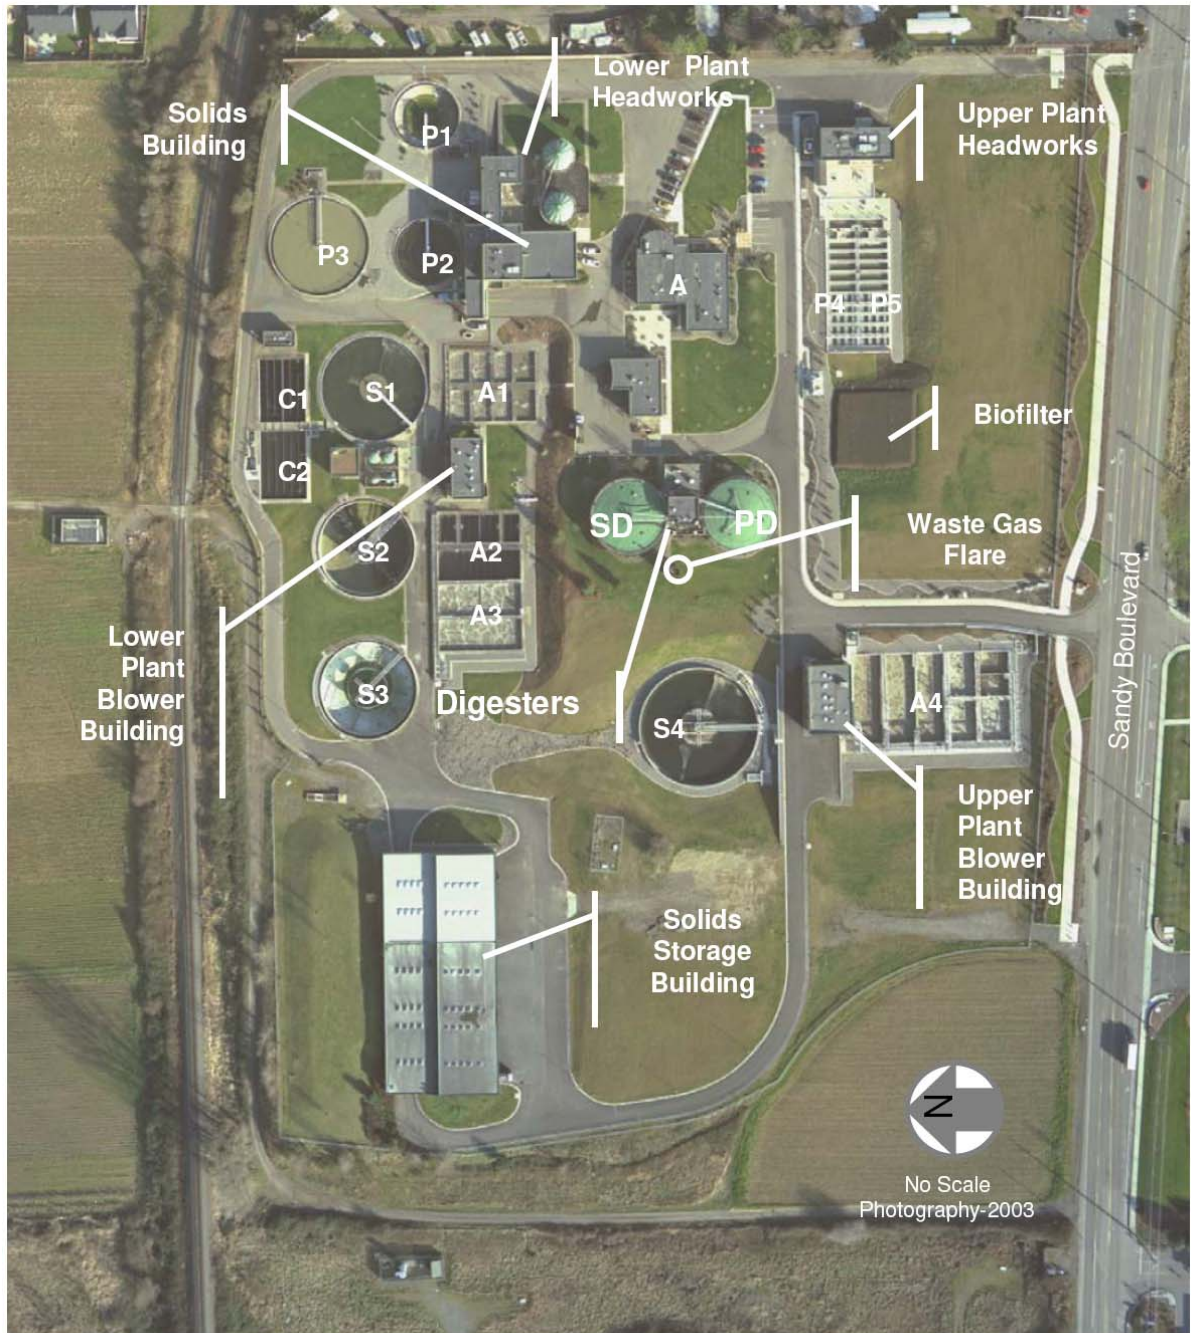 Lower Plant
Headworks
Solids
Building
Upper Plant
Headworks
P1
P3
P2
A
P4
P5
C1
S1
A1
Biofilter
C2
SD
PD
Waste Gas
Flare
S2
A2
A3
Sandy Boulevard
Lower
Plant
Blower
Building
S3
Digesters
S4
A4
Upper
Plant
Blower
Building
Solids
Storage
Building
N
No Scale
Photography-2003